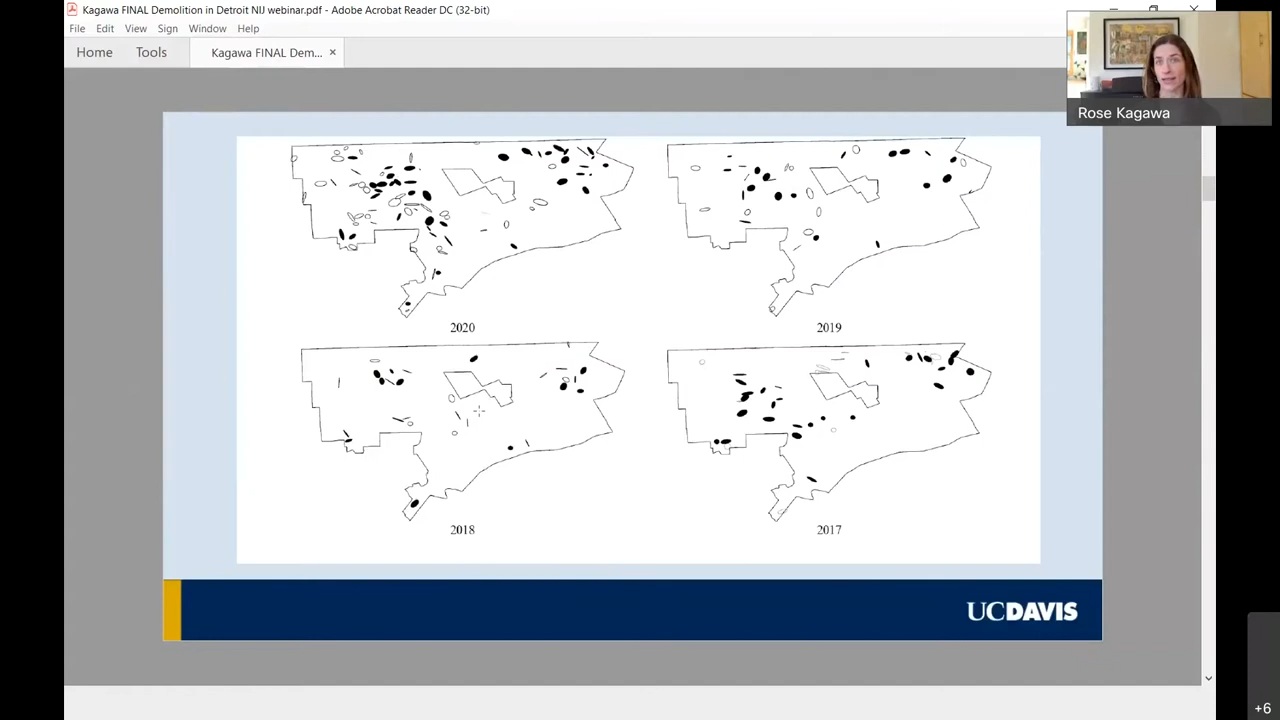 Kagawa FINAL Demolition in Detroit NIJ webinar.pdf - Adobe Acrobat Reader DC (32-bit)
File Edit View Sign Window Help
Home Tools Kagawa FINAL Dem... ×
Rose Kagawa
2020 2019
2018 2017
UCDAVIS
+6